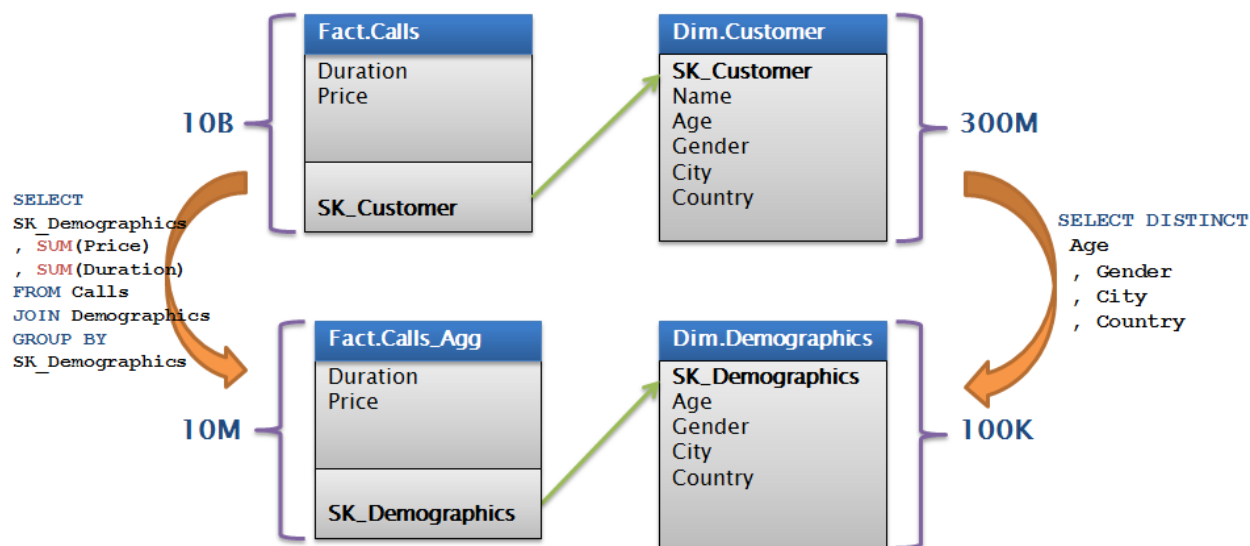 Fact.Calls
Duration
Price
SK_Customer
10B
Dim.Customer
SK_Customer
Name
Age
Gender
City
Country
300M
SELECT
SK_Demographics
, SUM(Price)
, SUM(Duration)
FROM Calls
JOIN Demographics
GROUP BY
SK_Demographics
SELECT DISTINCT
Age
, Gender
, City
, Country
Fact.Calls_Agg
Duration
Price
SK_Demographics
10M
Dim.Demographics
SK_Demographics
Age
Gender
City
Country
100K